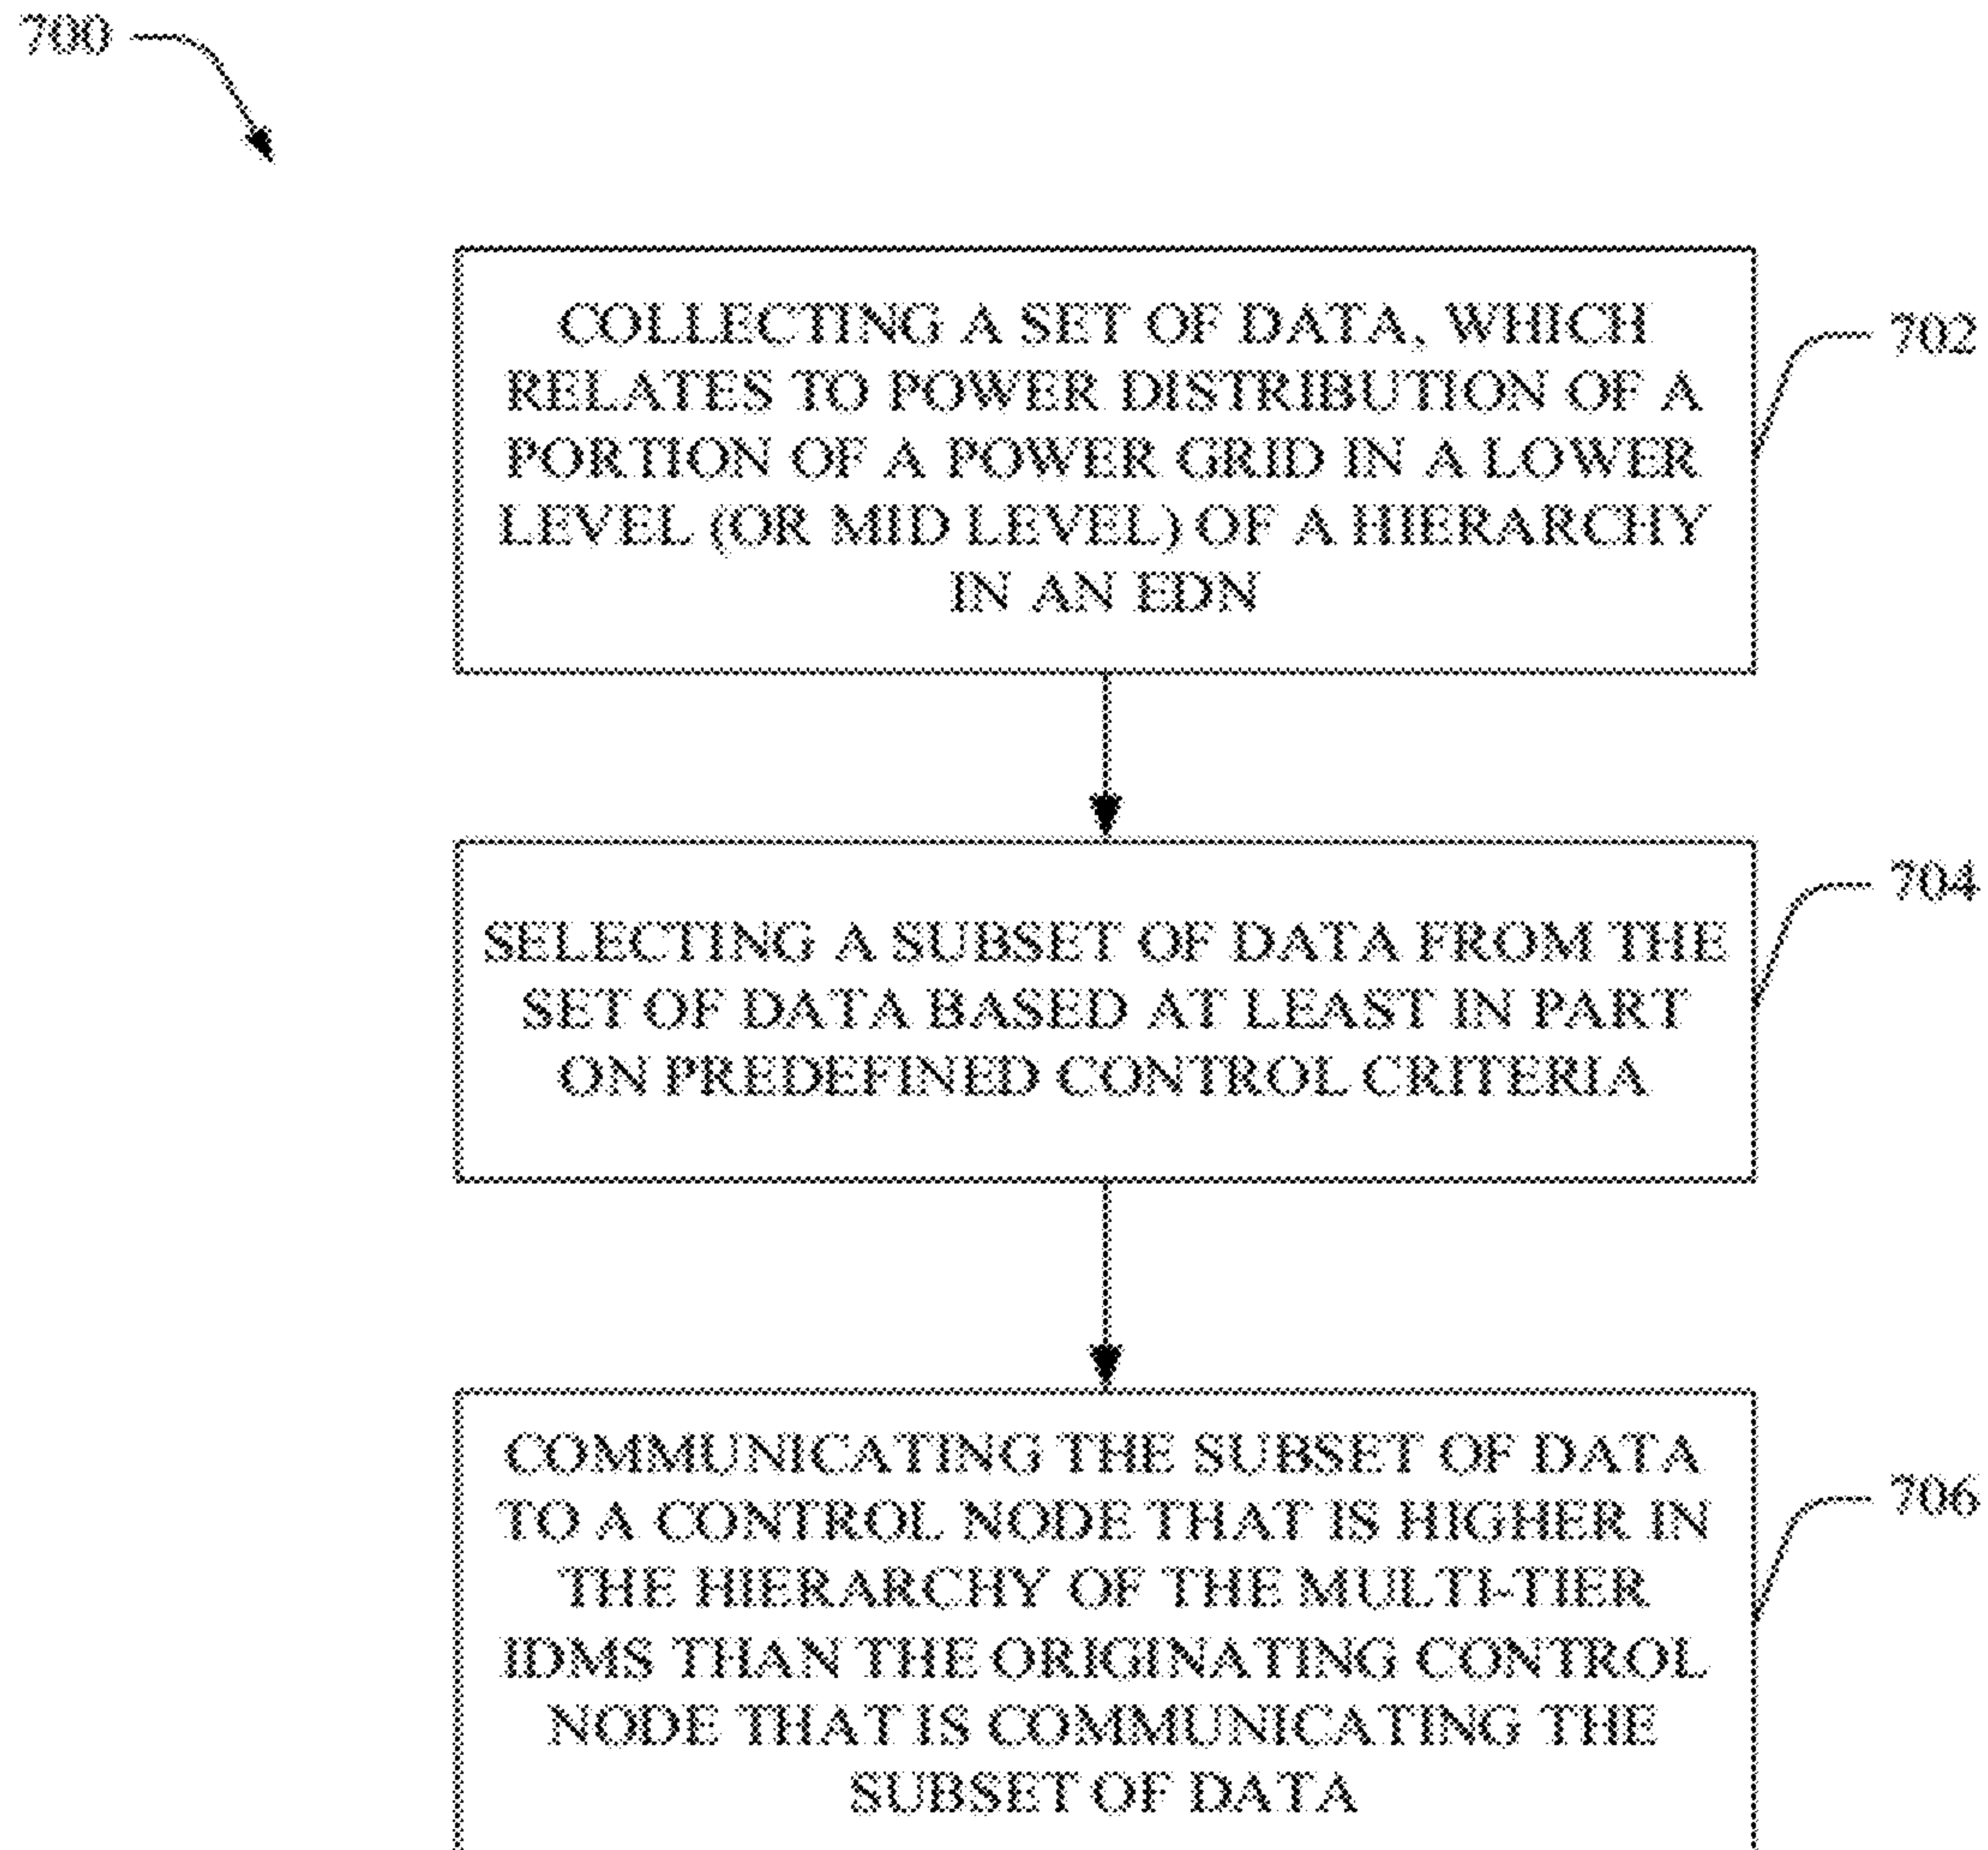 700
COLLECTING A SET OF DATA, WHICH
RELATES TO POWER DISTRIBUTION OF A
PORTION OF A POWER GRID IN A LOWER
LEVEL (OR MID LEVEL) OF A HIERARCHY
IN AN EDN
702
SELECTING A SUBSET OF DATA FROM THE
SET OF DATA BASED AT LEAST IN PART
ON PREDEFINED CONTROL CRITERIA
704
COMMUNICATING THE SUBSET OF DATA
TO A CONTROL NODE THAT IS HIGHER IN
THE HIERARCHY OF THE MULTI-TIER
IDMS THAN THE ORIGINATING CONTROL
NODE THAT IS COMMUNICATING THE
SUBSET OF DATA
706